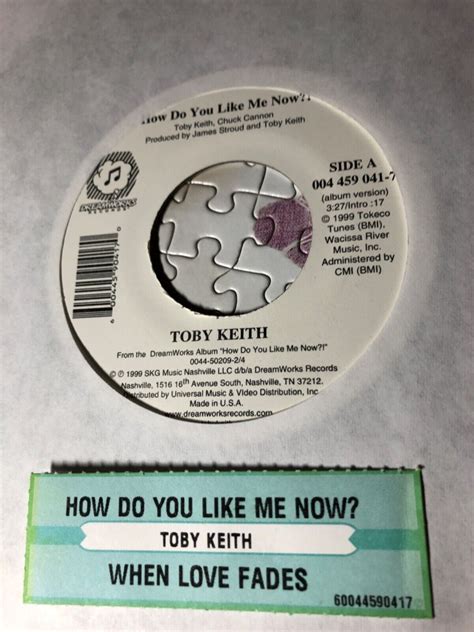 How Do You Like Me Now?!
Toby Keith, Chuck Cannon
Produced by James Stroud and Toby Keith
DREAMWORKS
RECORDS
SIDE A
004 459 041-7
(album version)
3:27/Intro :17
© 1999 Tokeco
Tunes (BMI),
Wacissa River
Music, Inc.
Administered by
CMI (BMI)
6 00445 90417 0
TOBY KEITH
From the DreamWorks Album "How Do You Like Me Now?!"
0044-50209-2/4
© ℗ 1999 SKG Music Nashville LLC d/b/a DreamWorks Records
Nashville, 1516 16th Avenue South, Nashville, TN 37212.
Distributed by Universal Music & Video Distribution, Inc.
Made in U.S.A.
www.dreamworksrecords.com
HOW DO YOU LIKE ME NOW?
TOBY KEITH
WHEN LOVE FADES
60044590417